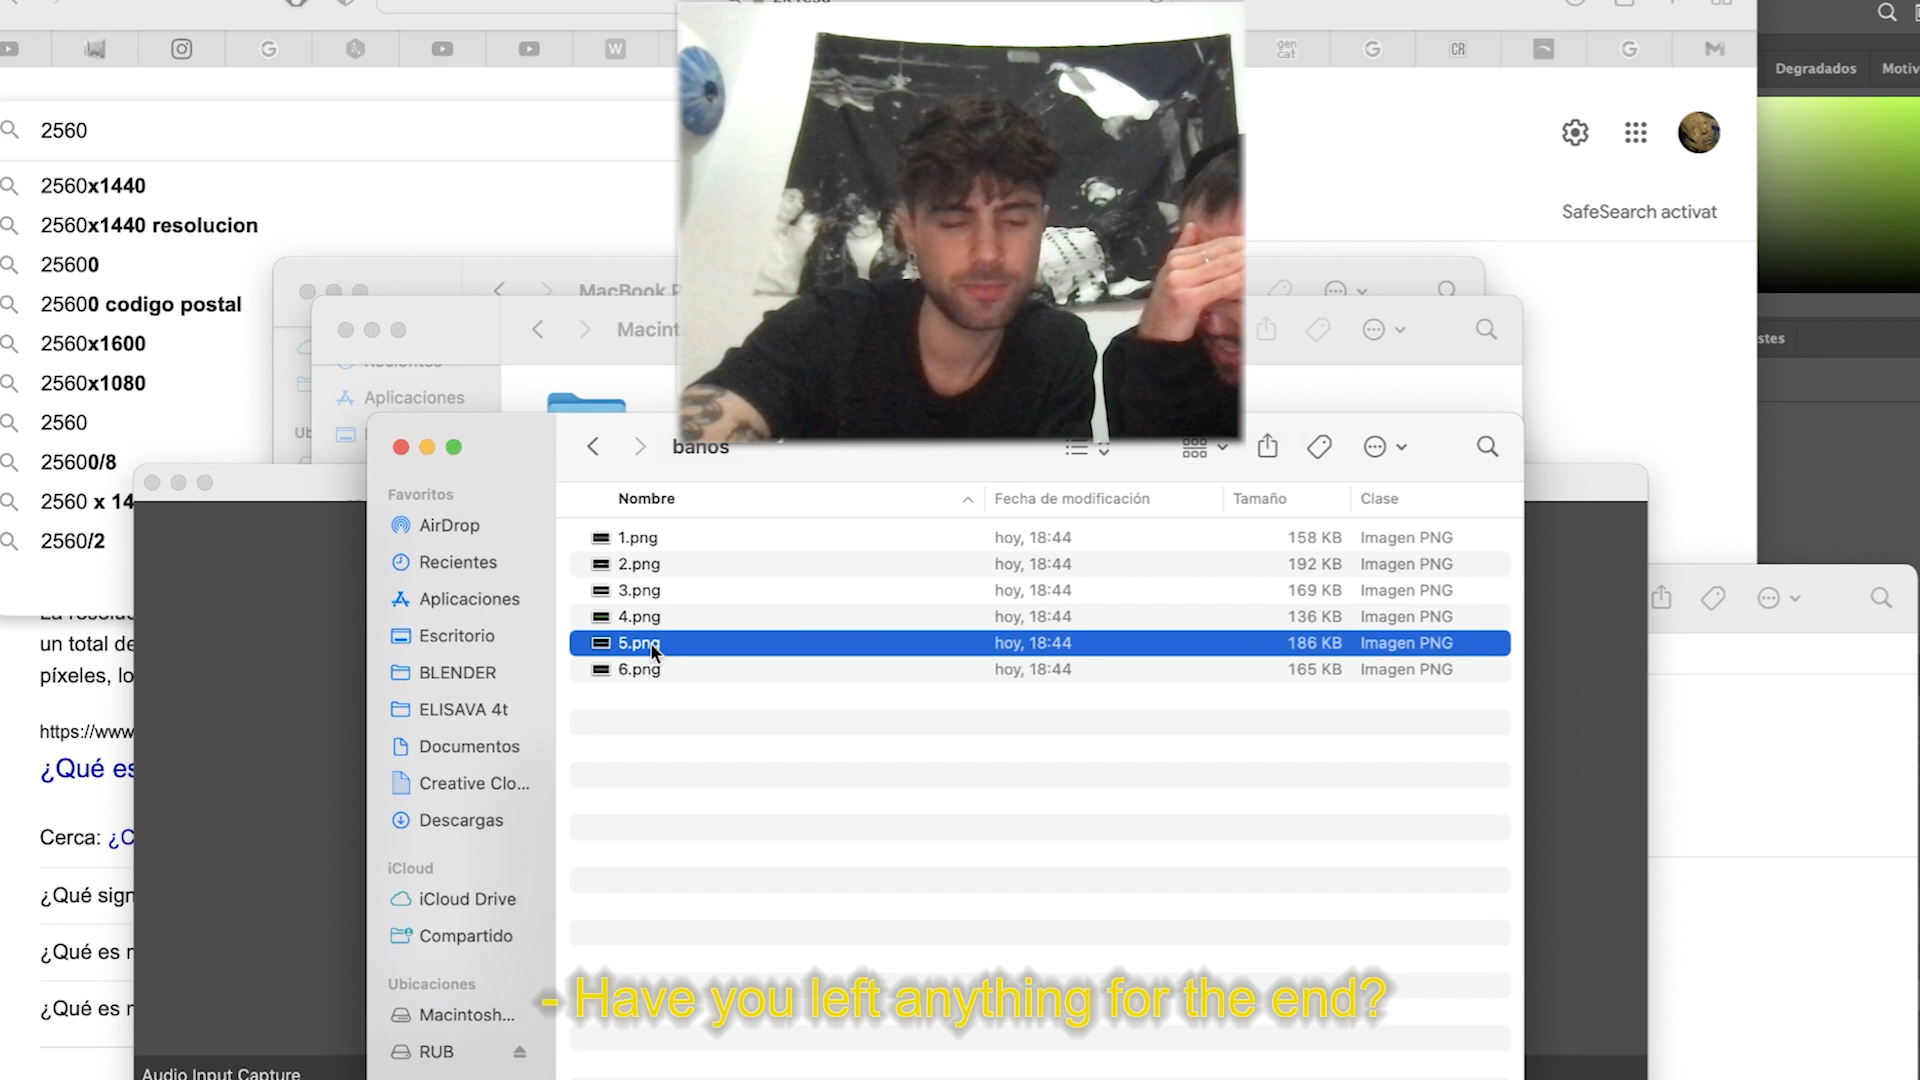 Degradados
Motiv
2560
2560x1440
2560x1440 resolucion
25600
25600 codigo postal
2560x1600
2560x1080
2560
25600/8
2560 x 14
2560/2
gen
cat
CR
W
SafeSearch activat
MacBook P
Macint
stes
Aplicaciones
banos
Favoritos
AirDrop
Recientes
Aplicaciones
Escritorio
BLENDER
ELISAVA 4t
Documentos
Creative Clo...
Descargas
iCloud
iCloud Drive
Compartido
Ubicaciones
Macintosh...
RUB
Nombre Fecha de modificación Tamaño Clase
1.png hoy, 18:44 158 KB Imagen PNG
2.png hoy, 18:44 192 KB Imagen PNG
3.png hoy, 18:44 169 KB Imagen PNG
4.png hoy, 18:44 136 KB Imagen PNG
5.png hoy, 18:44 186 KB Imagen PNG
6.png hoy, 18:44 165 KB Imagen PNG
un total de
píxeles, lo
https://www
¿Qué es
Cerca: ¿C
¿Qué sign
¿Qué es r
¿Qué es r
Audio Input Capture
- Have you left anything for the end?